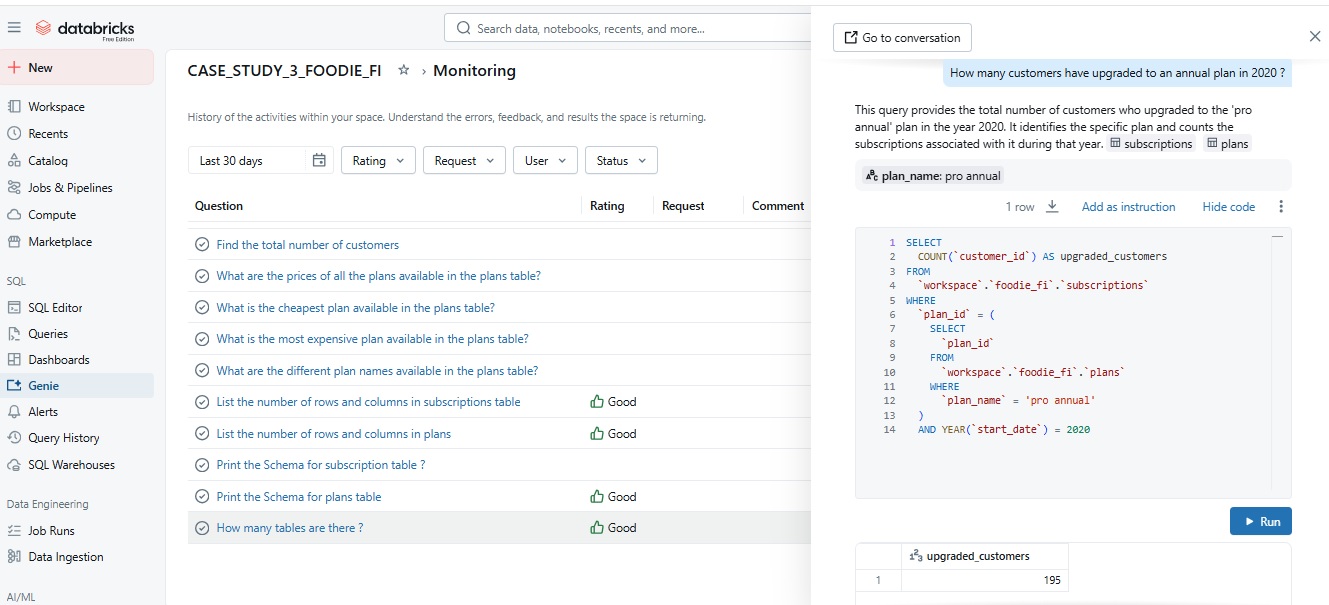 databricks
Free Edition
Search data, notebooks, recents, and more...
New
Workspace
Recents
Catalog
Jobs & Pipelines
Compute
Marketplace
SQL
SQL Editor
Queries
Dashboards
Genie
Alerts
Query History
SQL Warehouses
Data Engineering
Job Runs
Data Ingestion
AI/ML
CASE_STUDY_3_FOODIE_FI › Monitoring
History of the activities within your space. Understand the errors, feedback, and results the space is returning.
Last 30 days Rating Request User Status
Question Rating Request Comment
Find the total number of customers
What are the prices of all the plans available in the plans table?
What is the cheapest plan available in the plans table?
What is the most expensive plan available in the plans table?
What are the different plan names available in the plans table?
List the number of rows and columns in subscriptions table Good
List the number of rows and columns in plans Good
Print the Schema for subscription table ?
Print the Schema for plans table Good
How many tables are there ? Good
Go to conversation
How many customers have upgraded to an annual plan in 2020 ?
This query provides the total number of customers who upgraded to the 'pro
annual' plan in the year 2020. It identifies the specific plan and counts the
subscriptions associated with it during that year. subscriptions plans
plan_name: pro annual
1 row Add as instruction Hide code
1 SELECT
2 COUNT(`customer_id`) AS upgraded_customers
3 FROM
4 `workspace`.`foodie_fi`.`subscriptions`
5 WHERE
6 `plan_id` = (
7 SELECT
8 `plan_id`
9 FROM
10 `workspace`.`foodie_fi`.`plans`
11 WHERE
12 `plan_name` = 'pro annual'
13 )
14 AND YEAR(`start_date`) = 2020
Run
upgraded_customers
1 195